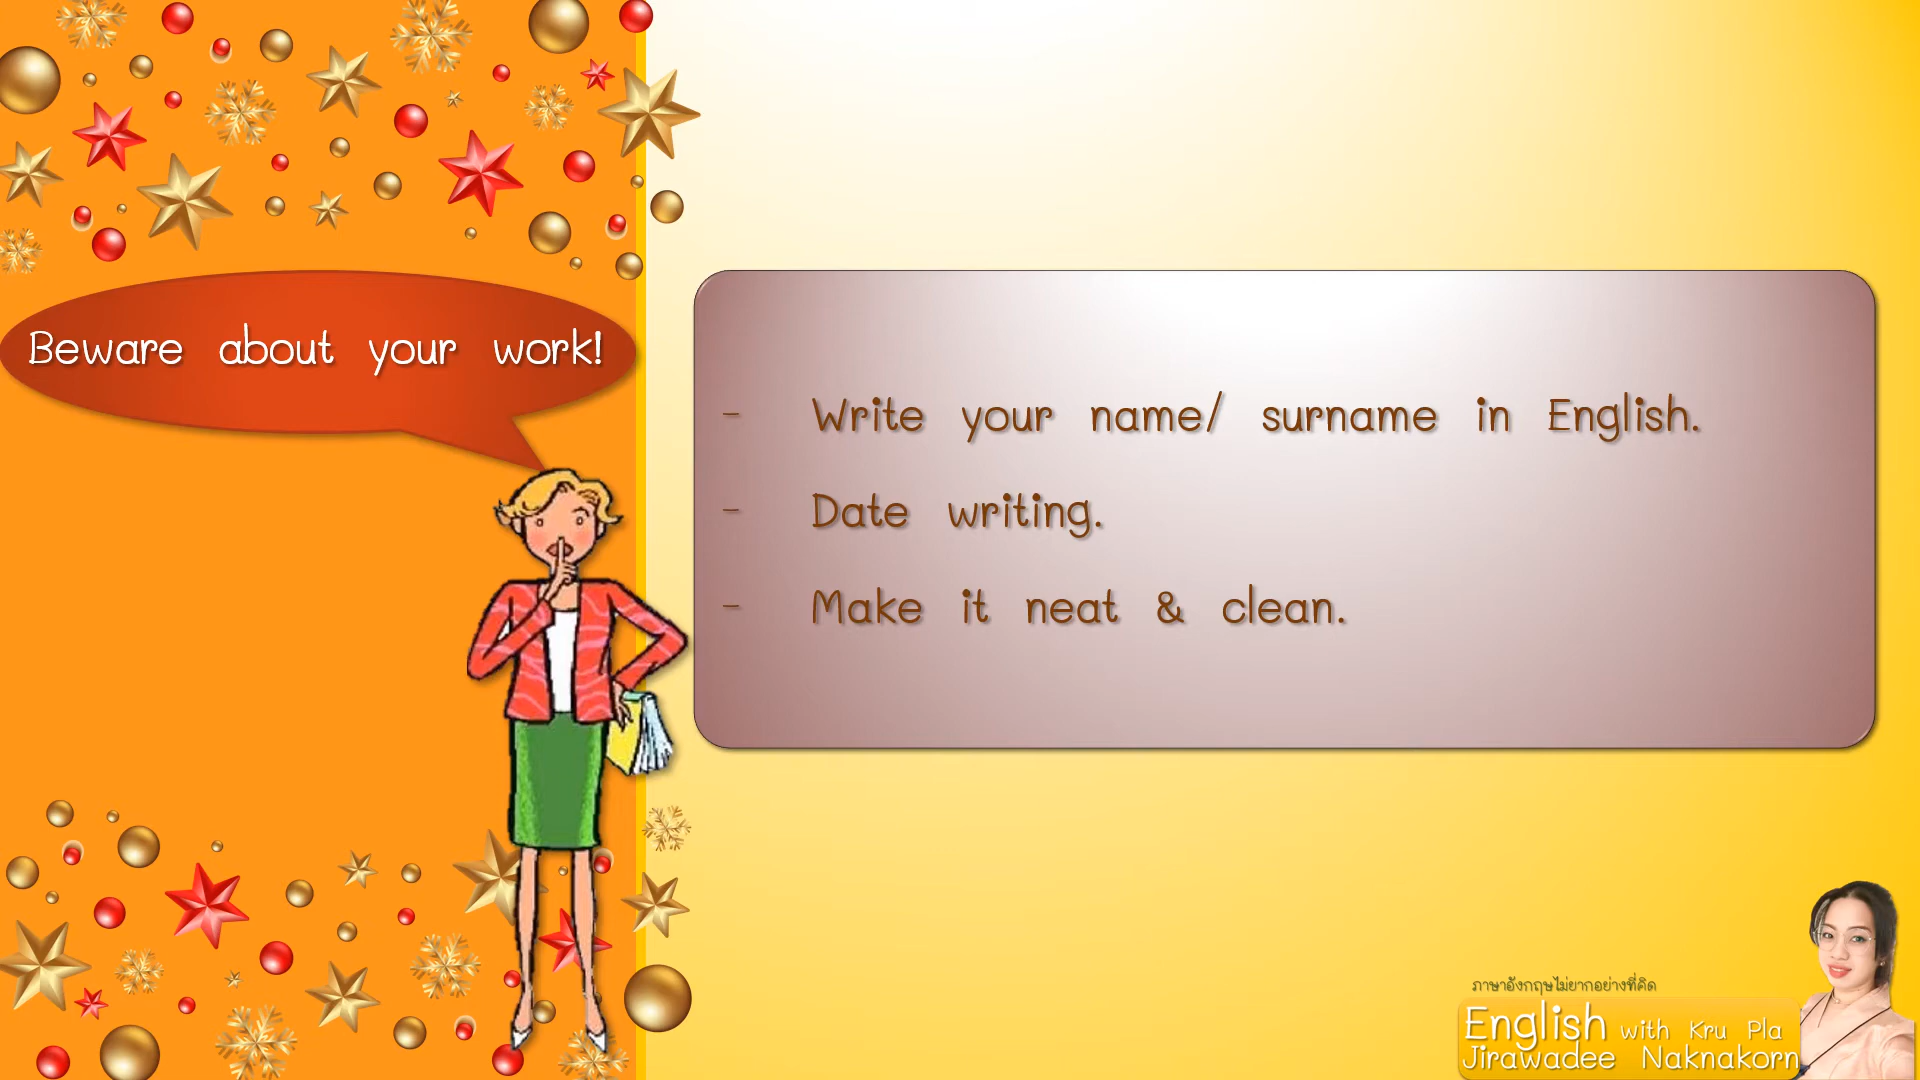 Beware about your work!
- Write your name/ surname in English.
- Date writing.
- Make it neat & clean.
ภาษาอังกฤษไม่ยากอย่างที่คิด
English with Kru Pla
Jirawadee Naknakorn